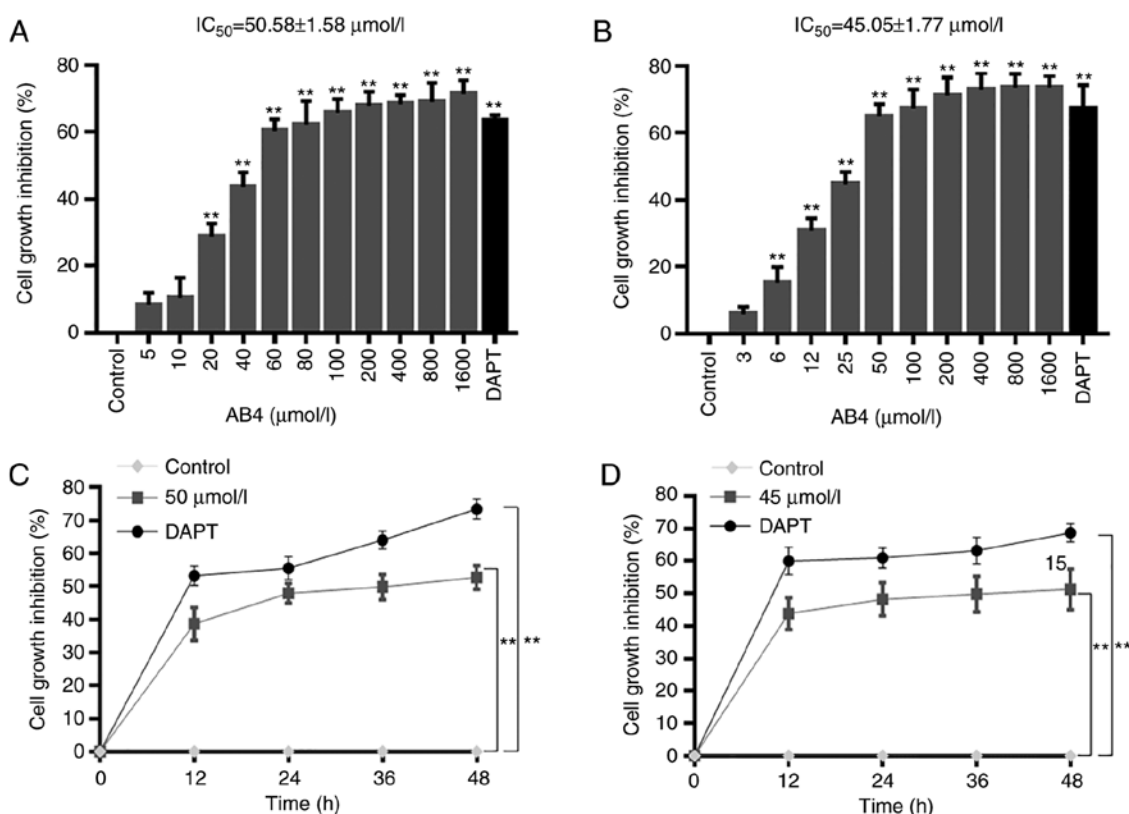 A
IC50=50.58±1.58 µmol/l
Cell growth inhibition (%)
80
60
40
20
0
** ** ** ** ** ** ** ** ** **
Control 5 10 20 40 60 80 100 200 400 800 1600 DAPT
AB4 (µmol/l)
B
IC50=45.05±1.77 µmol/l
Cell growth inhibition (%)
80
60
40
20
0
** ** ** ** ** ** ** ** ** **
Control 3 6 12 25 50 100 200 400 800 1600 DAPT
AB4 (µmol/l)
C
Control
50 µmol/l
DAPT
Cell growth inhibition (%)
80
70
60
50
40
30
20
10
0
** **
0 12 24 36 48
Time (h)
D
Control
45 µmol/l
DAPT
Cell growth inhibition (%)
80
70
60
50
40
30
20
10
0
15
** **
0 12 24 36 48
Time (h)